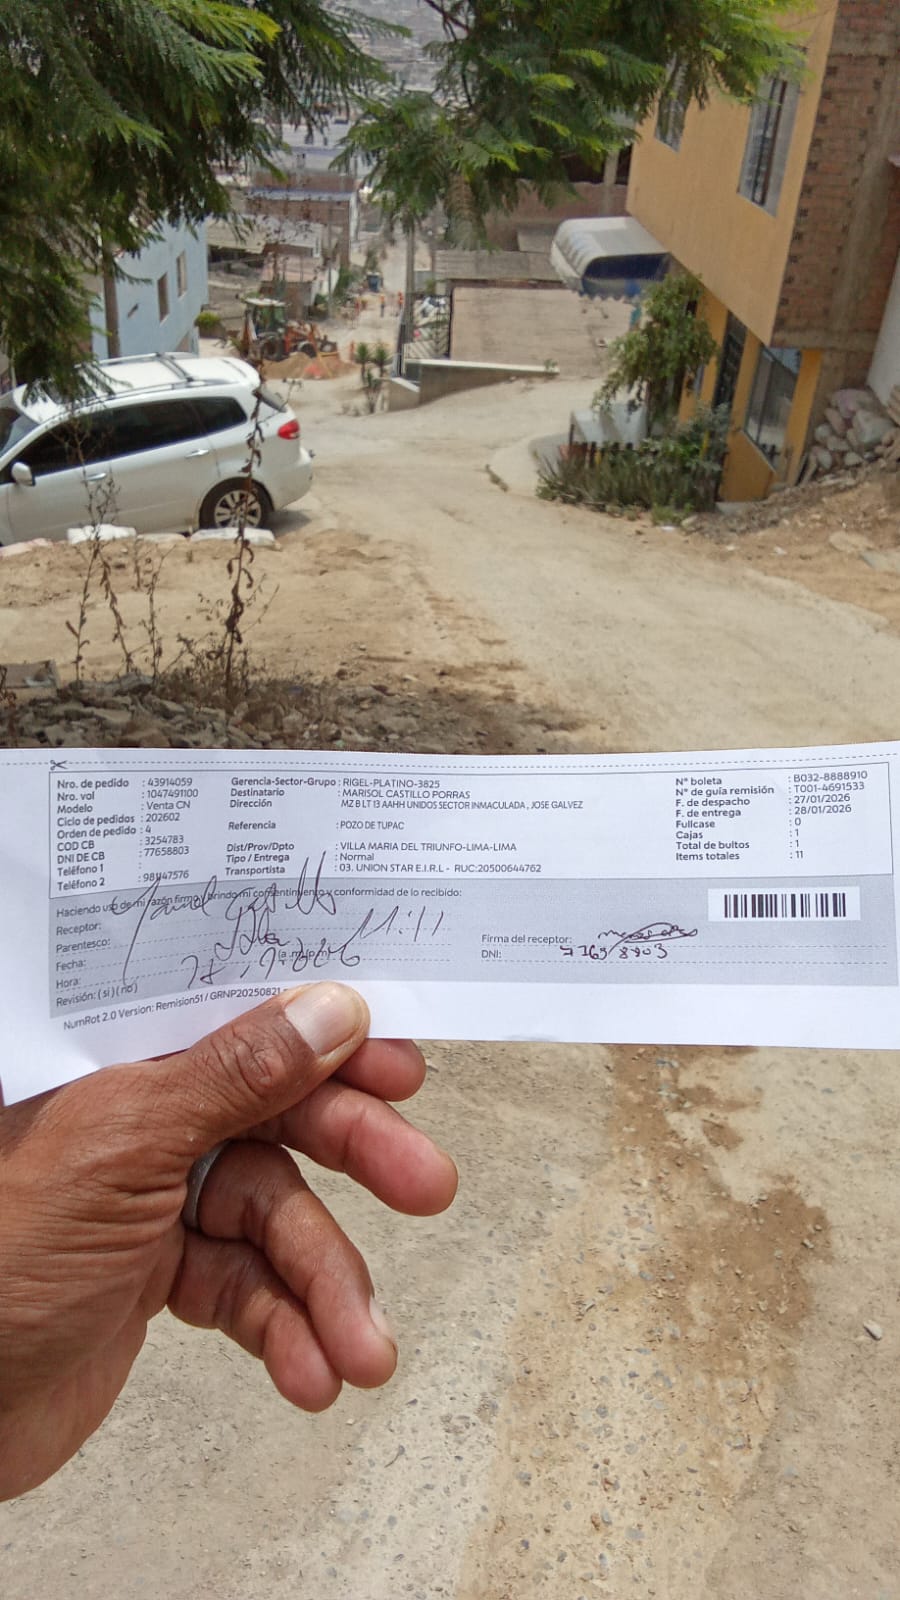 Nro. de pedido : 43914059
Nro. vol : 1047491100
Modelo : Venta CN
Ciclo de pedidos : 202602
Orden de pedido : 4
COD CB : 3254783
DNI DE CB : 77658803
Teléfono 1 :
Teléfono 2 : 98147576
Gerencia-Sector-Grupo : RIGEL-PLATINO-3825
Destinatario : MARISOL CASTILLO PORRAS
Dirección : MZ B LT 13 AAHH UNIDOS SECTOR INMACULADA , JOSE GALVEZ
Referencia : POZO DE TUPAC
Dist/Prov/Dpto : VILLA MARIA DEL TRIUNFO-LIMA-LIMA
Tipo / Entrega : Normal
Transportista : 03. UNION STAR E.I.R.L - RUC:20500644762
N° boleta : B032-8888910
N° de guía remisión : T001-4691533
F. de despacho : 27/01/2026
F. de entrega : 28/01/2026
Fullcase : 0
Cajas : 1
Total de bultos : 1
Items totales : 11
Haciendo uso de mi razón firmo y brindo mi consentimiento y conformidad de lo recibido:
Receptor:
Parentesco:
Fecha:
Hora: (a.m/p.m)
Revisión: ( si ) ( no )
11:11
Firma del receptor:
DNI:
NumRot 2.0 Version: Remision51 / GRNP20250821